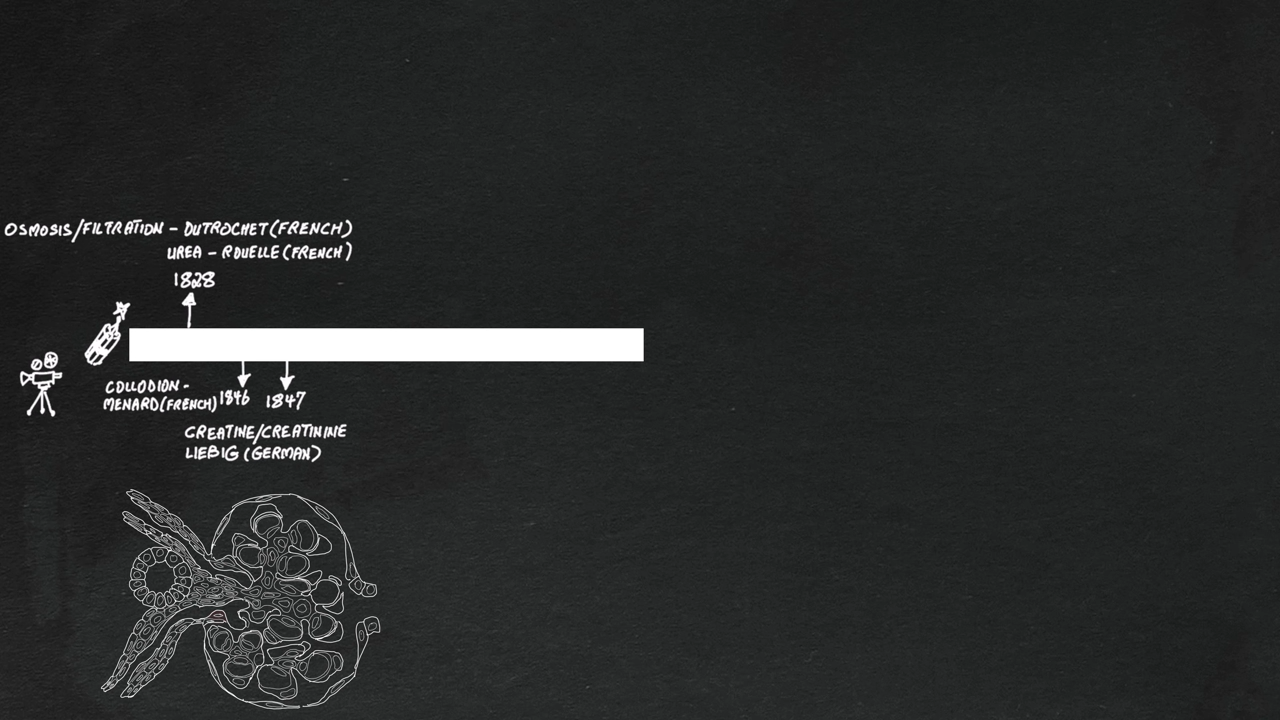 OSMOSIS/FILTRATION - DUTROCHET(FRENCH)
UREA - ROUELLE(FRENCH)
1828
COLLODION -
MENARD(FRENCH)
1846
1847
CREATINE/CREATININE
LIEBIG (GERMAN)